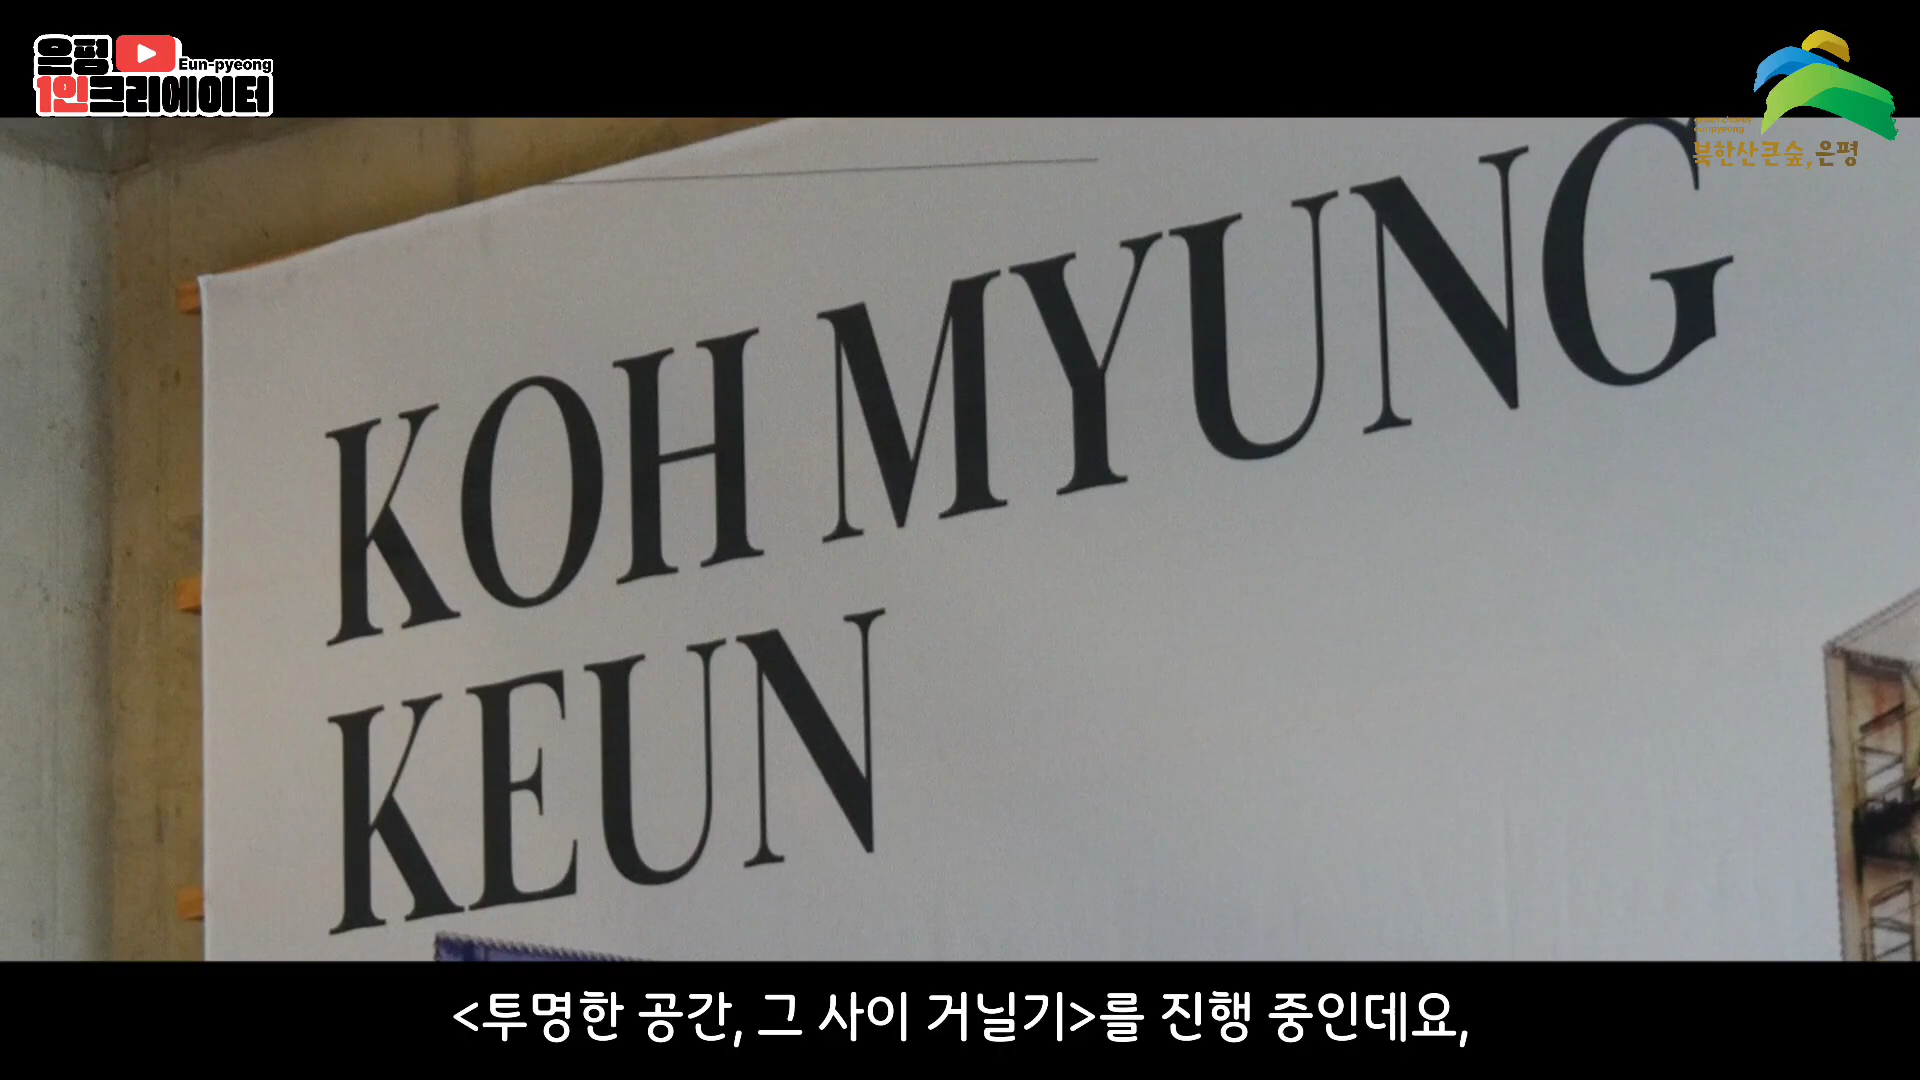 은평
Eun-pyeong
1인크리에이터
eunpyeong
북한산큰숲, 은평
KOH MYUNG
KEUN
<투명한 공간, 그 사이 거닐기>를 진행 중인데요,